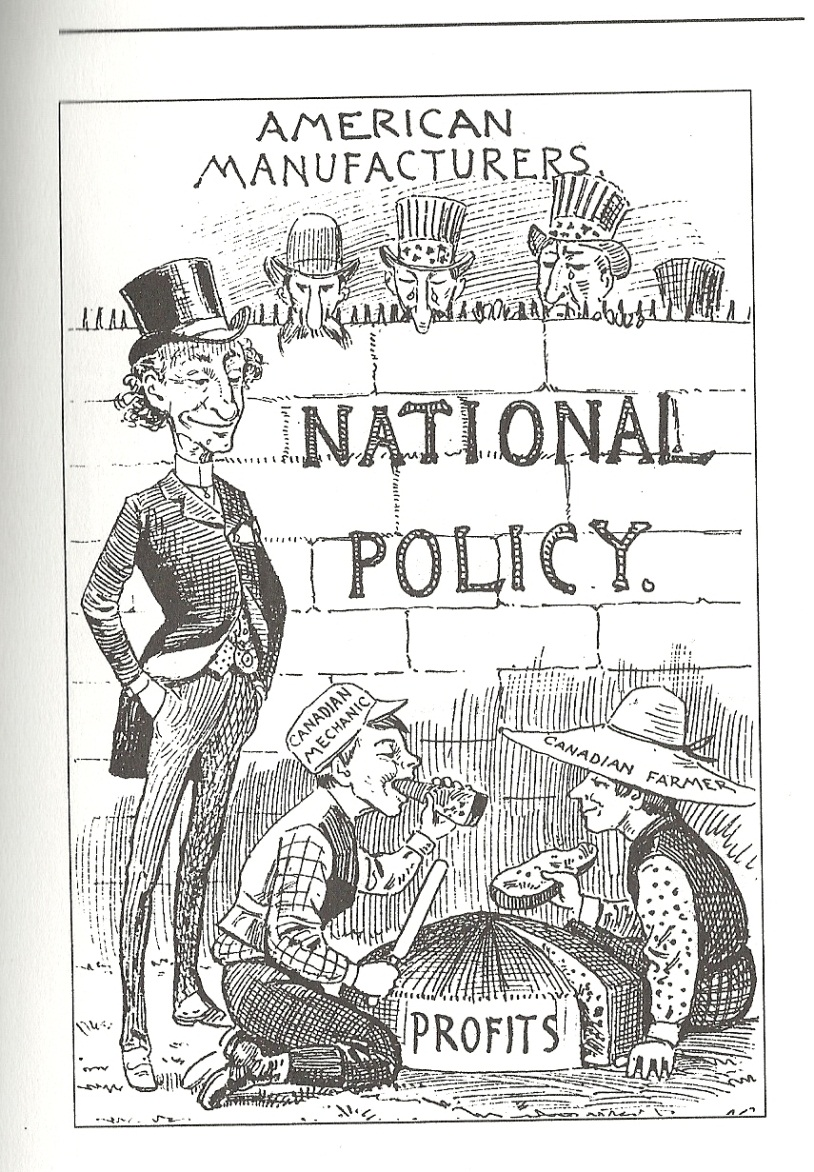 AMERICAN
MANUFACTURERS.
NATIONAL
POLICY.
CANADIAN
MECHANIC
CANADIAN FARMER
PROFITS